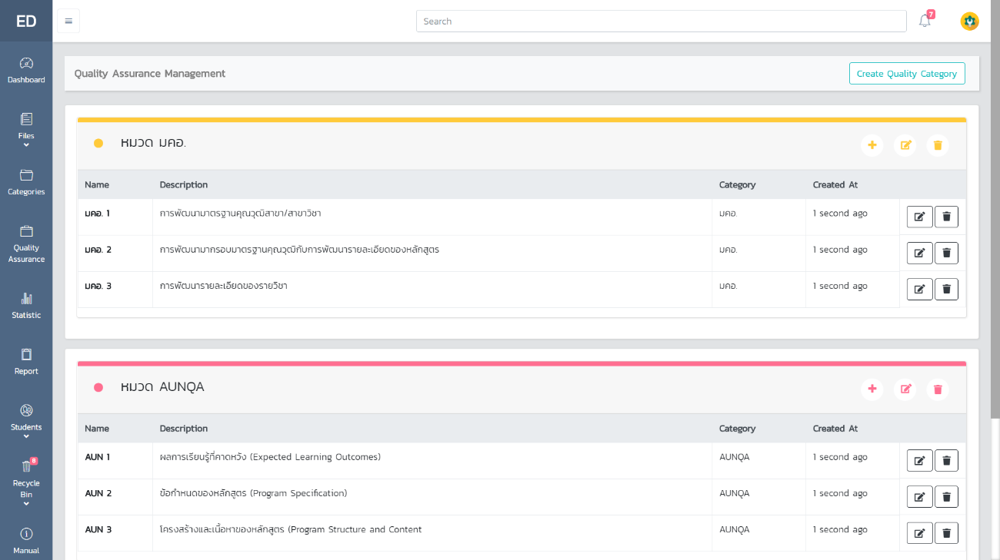 ED
Search
7
Dashboard
Files
Categories
Quality
Assurance
Statistic
Report
Students
8
Recycle
Bin
Manual
Quality Assurance Management
Create Quality Category
หมวด มคอ.
Name Description Category Created At
มคอ. 1 การพัฒนามาตรฐานคุณวุฒิสาขา/สาขาวิชา มคอ. 1 second ago
มคอ. 2 การพัฒนามากรอบมาตรฐานคุณวุฒิกับการพัฒนารายละเอียดของหลักสูตร มคอ. 1 second ago
มคอ. 3 การพัฒนารายละเอียดของรายวิชา มคอ. 1 second ago
หมวด AUNQA
Name Description Category Created At
AUN 1 ผลการเรียนรู้ที่คาดหวัง (Expected Learning Outcomes) AUNQA 1 second ago
AUN 2 ข้อกำหนดของหลักสูตร (Program Specification) AUNQA 1 second ago
AUN 3 โครงสร้างและเนื้อหาของหลักสูตร (Program Structure and Content AUNQA 1 second ago